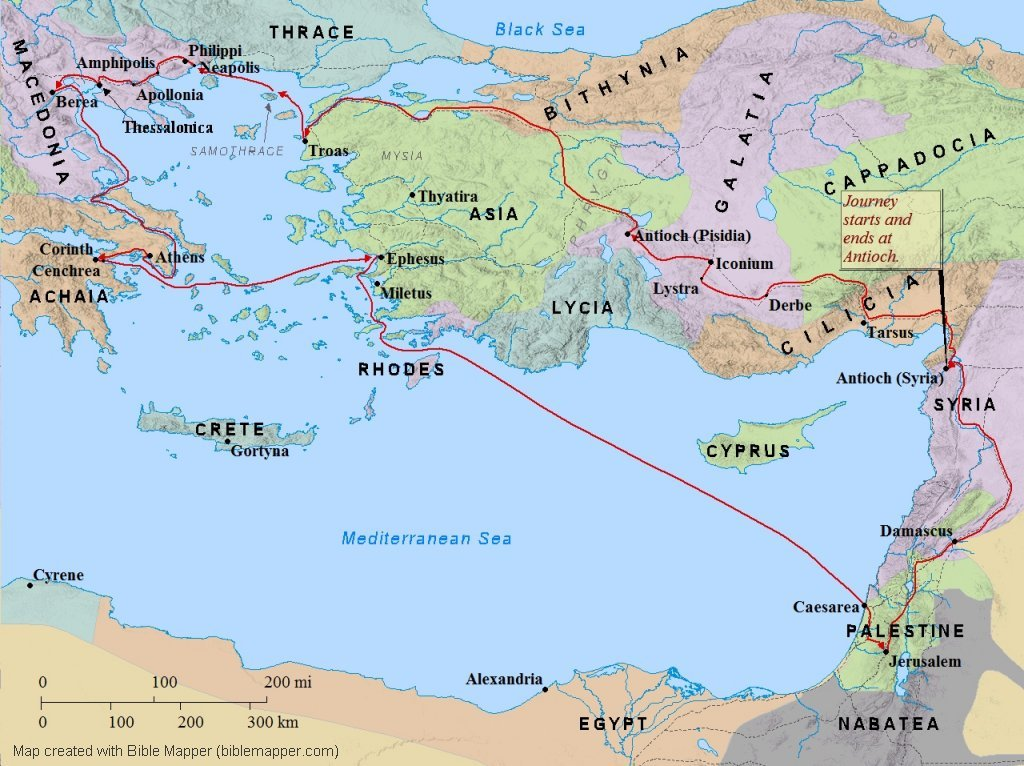 Black Sea
THRACE
Philippi
Neapolis
Amphipolis
Apollonia
Berea
Thessalonica
MACEDONIA
SAMOTHRACE
Troas
MYSIA
BITHYNIA
PONTUS
GALATIA
CAPPADOCIA
Journey
starts and
ends at
Antioch.
Thyatira
ASIA
PHRYG
Antioch (Pisidia)
Iconium
Lystra
Derbe
CILICIA
Tarsus
Corinth
Cenchrea
Athens
ACHAIA
Ephesus
Miletus
LYCIA
RHODES
Antioch (Syria)
SYRIA
CRETE
Gortyna
CYPRUS
Mediterranean Sea
Damascus
Cyrene
Caesarea
PALESTINE
Jerusalem
Alexandria
EGYPT
NABATEA
0 100 200 mi
0 100 200 300 km
Map created with Bible Mapper (biblemapper.com)